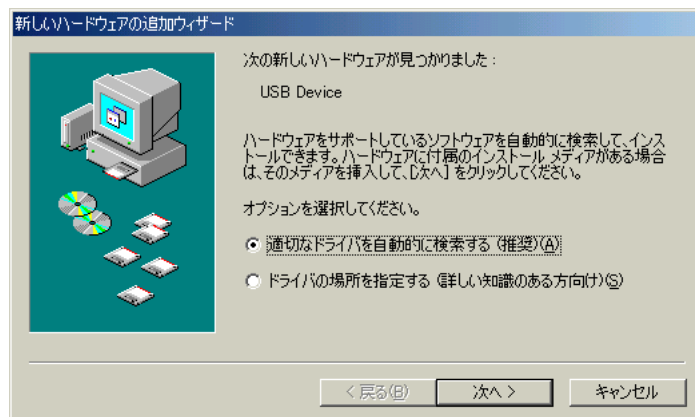 新しいハードウェアの追加ウィザード
次の新しいハードウェアが見つかりました :
USB Device
ハードウェアをサポートしているソフトウェアを自動的に検索して、インス
トールできます。ハードウェアに付属のインストール メディアがある場合
は、そのメディアを挿入して、[次へ] をクリックしてください。
オプションを選択してください。
適切なドライバを自動的に検索する (推奨)(A)
ドライバの場所を指定する (詳しい知識のある方向け)(S)
< 戻る(B)
次へ >
キャンセル